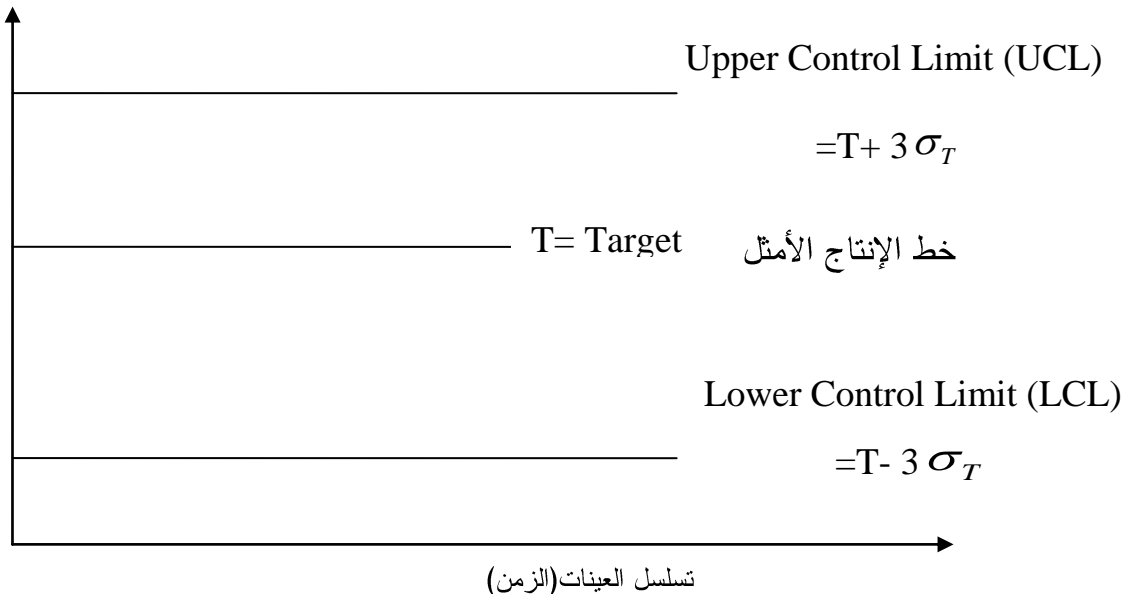 Upper Control Limit (UCL)
=T+ 3 σ_T
T= Target خط الإنتاج الأمثل
Lower Control Limit (LCL)
=T- 3 σ_T
تسلسل العينات(الزمن)